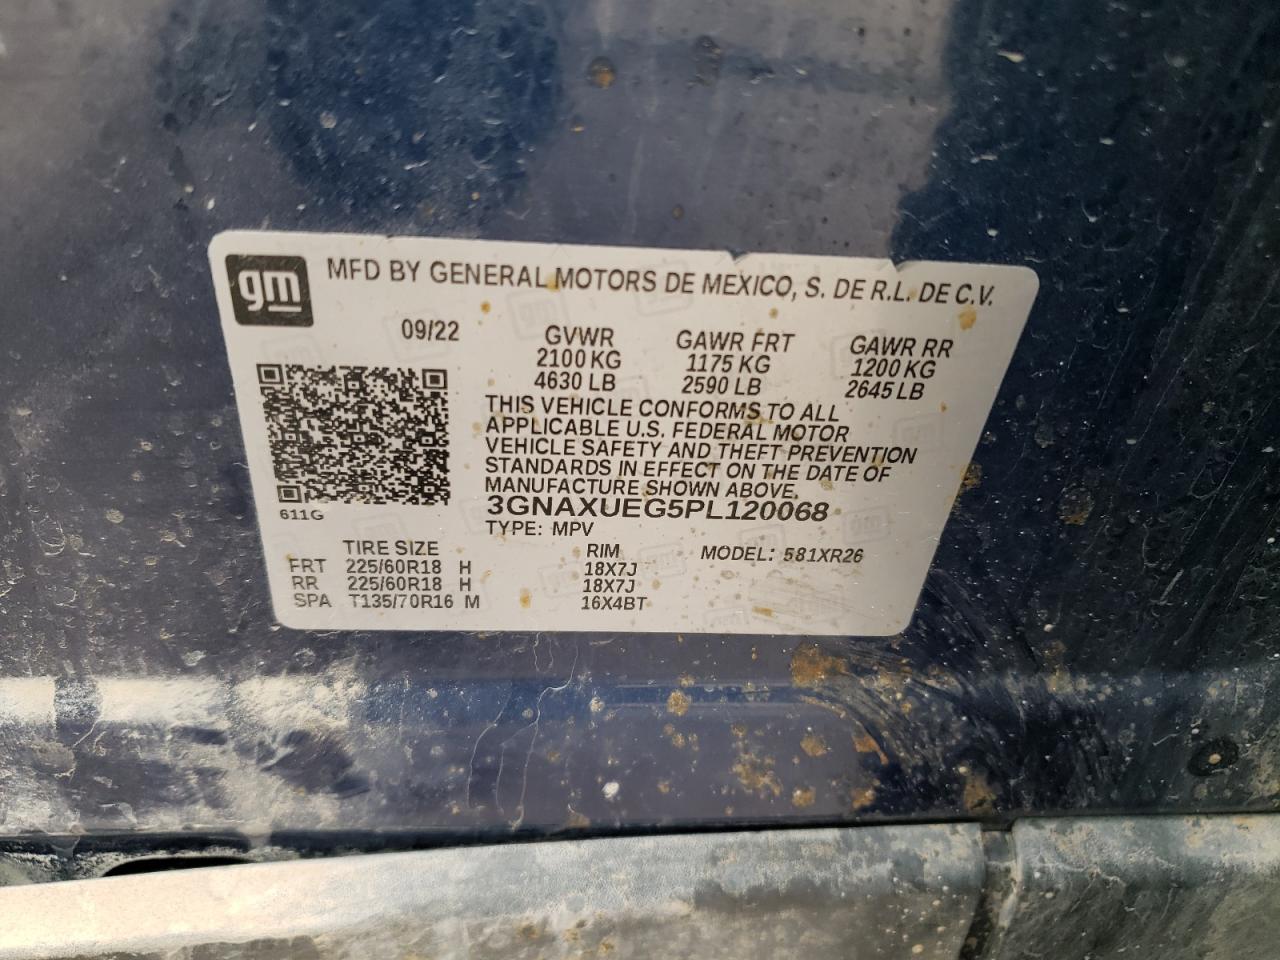 gm MFD BY GENERAL MOTORS DE MEXICO, S. DE R.L. DE C.V.
09/22 GVWR GAWR FRT GAWR RR
2100 KG 1175 KG 1200 KG
4630 LB 2590 LB 2645 LB
THIS VEHICLE CONFORMS TO ALL
APPLICABLE U.S. FEDERAL MOTOR
VEHICLE SAFETY AND THEFT PREVENTION
STANDARDS IN EFFECT ON THE DATE OF
MANUFACTURE SHOWN ABOVE.
611G 3GNAXUEG5PL120068
TYPE: MPV
TIRE SIZE RIM MODEL: 581XR26
FRT 225/60R18 H 18X7J
RR 225/60R18 H 18X7J
SPA T135/70R16 M 16X4BT